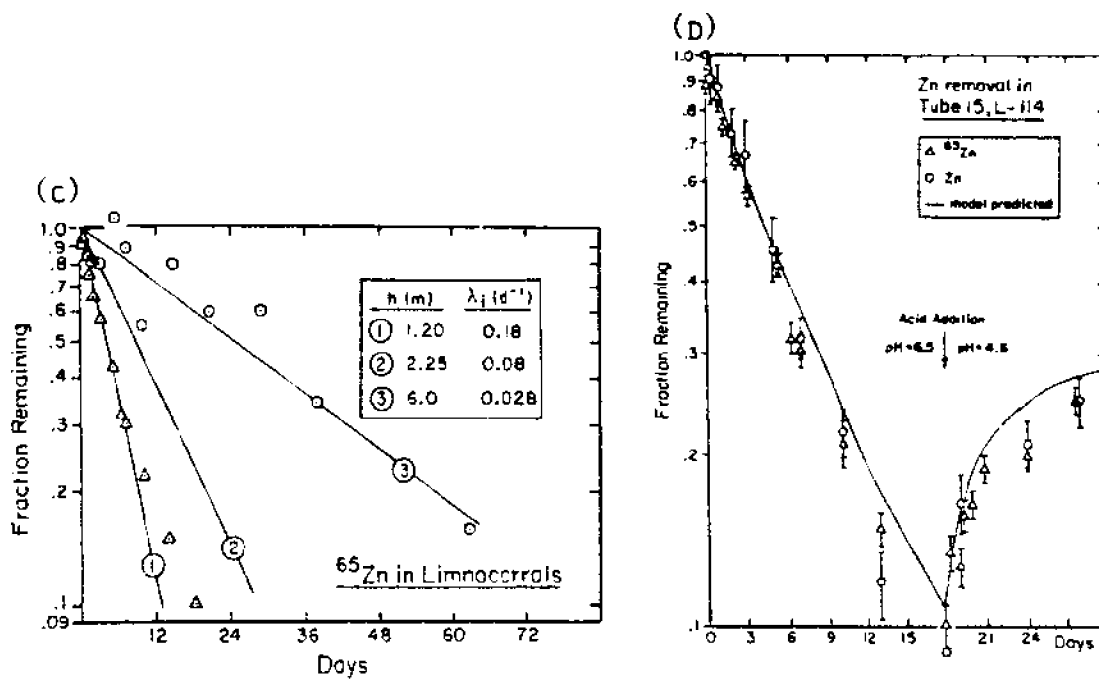 (C)
Fraction Remaining
1.0
.9
.8
.7
.6
.5
.4
.3
.2
.1
.09
12 24 36 48 60 72
Days
h (m) λi (d⁻¹)
① 1.20 0.18
② 2.25 0.08
③ 6.0 0.028
①
②
③
⁶⁵Zn in Limnocorrals
(D)
Fraction Remaining
1.0
.9
.8
.7
.6
.5
.4
.3
.2
.1
0 3 6 9 12 15 18 21 24 Days
Zn removal in
Tube 15, L-114
△ ⁶⁵Zn
○ Zn
— model predicted
Acid Addition
pH=6.5 pH=4.8